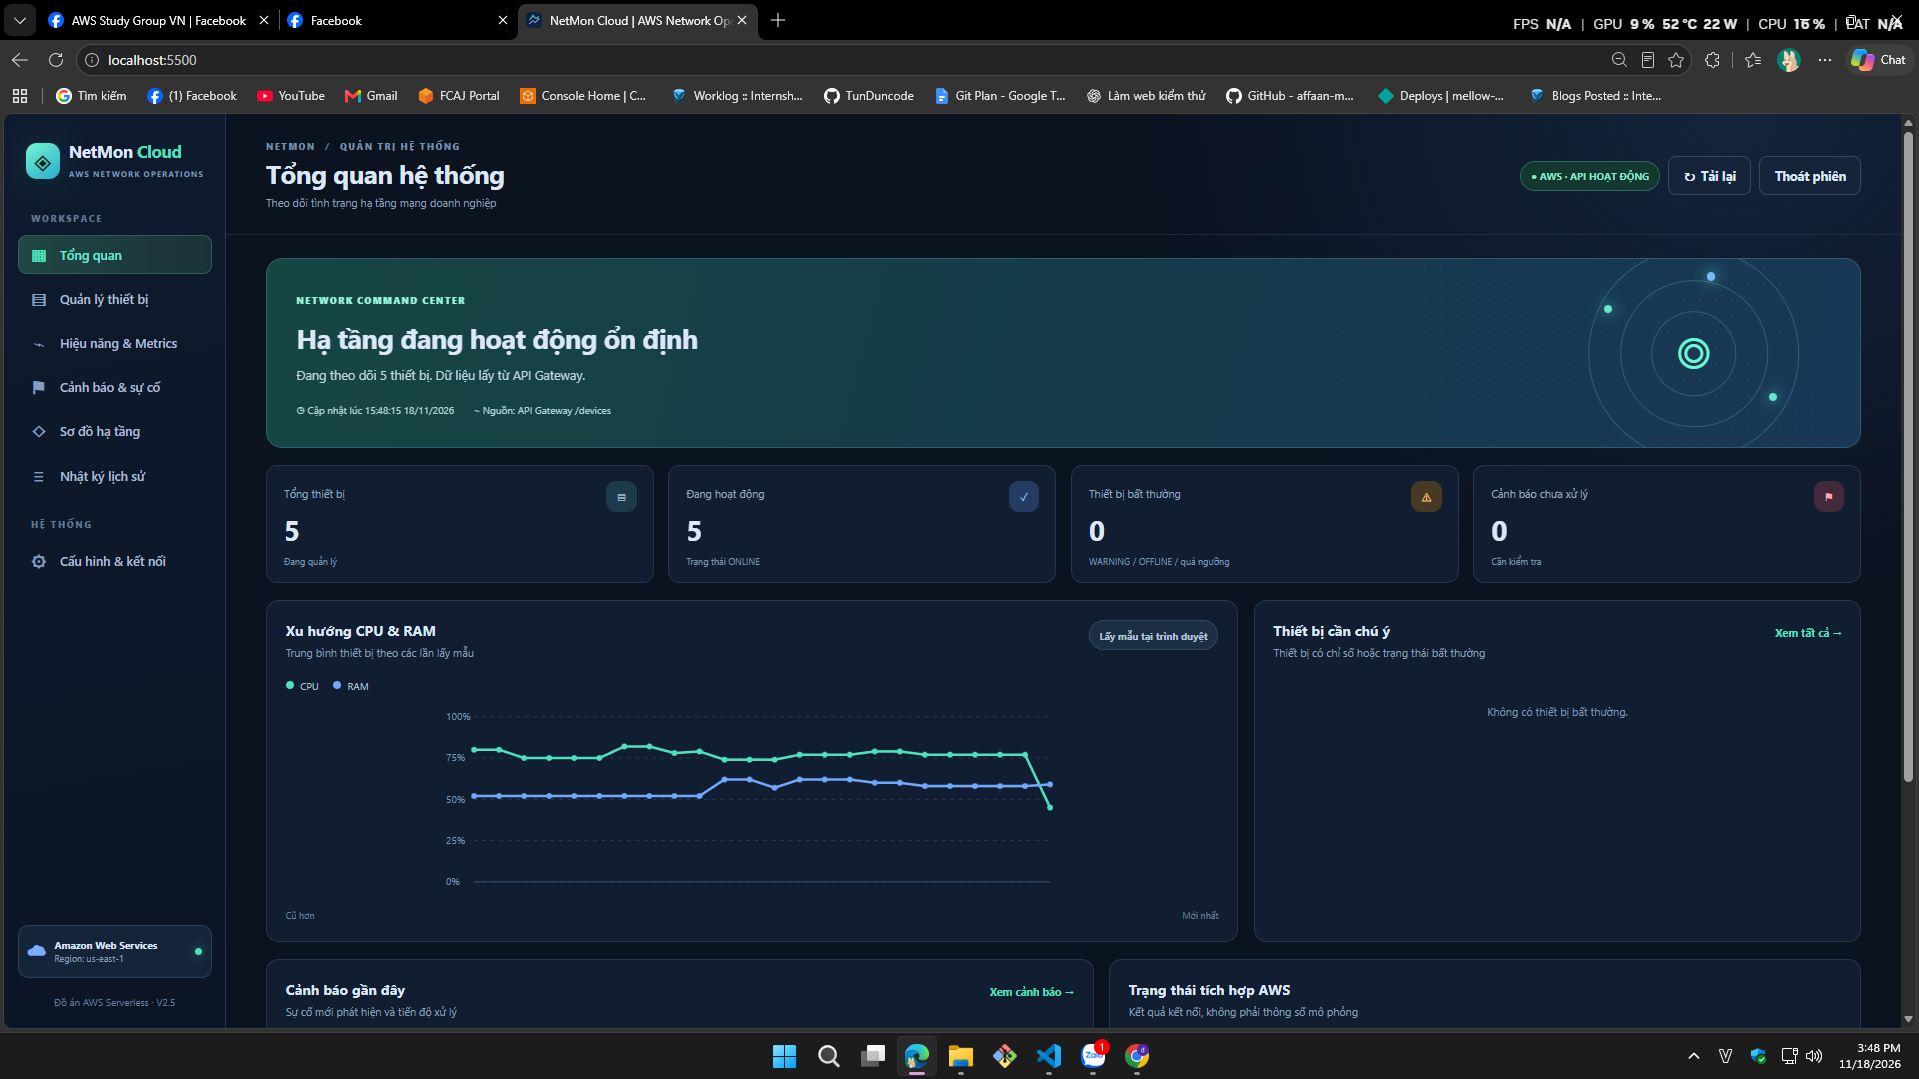 AWS Study Group VN | Facebook
Facebook
NetMon Cloud | AWS Network Op
FPS N/A | GPU 9 % 52 °C 22 W | CPU 16 % | LAT N/A
localhost:5500
Chat
Tìm kiếm
(1) Facebook
YouTube
Gmail
FCAJ Portal
Console Home | C...
Worklog :: Internsh...
TunDuncode
Git Plan - Google T...
Làm web kiểm thử
GitHub - affaan-m...
Deploys | mellow-...
Blogs Posted :: Inte...
NetMon Cloud
AWS NETWORK OPERATIONS
WORKSPACE
Tổng quan
Quản lý thiết bị
Hiệu năng & Metrics
Cảnh báo & sự cố
Sơ đồ hạ tầng
Nhật ký lịch sử
HỆ THỐNG
Cấu hình & kết nối
Amazon Web Services
Region: us-east-1
Đồ án AWS Serverless · V2.5
NETMON / QUẢN TRỊ HỆ THỐNG
Tổng quan hệ thống
Theo dõi tình trạng hạ tầng mạng doanh nghiệp
● AWS · API HOẠT ĐỘNG
↻ Tải lại
Thoát phiên
NETWORK COMMAND CENTER
Hạ tầng đang hoạt động ổn định
Đang theo dõi 5 thiết bị. Dữ liệu lấy từ API Gateway.
◷ Cập nhật lúc 15:48:15 18/11/2026
~ Nguồn: API Gateway /devices
Tổng thiết bị
5
Đang quản lý
Đang hoạt động
5
Trạng thái ONLINE
Thiết bị bất thường
0
WARNING / OFFLINE / quá ngưỡng
Cảnh báo chưa xử lý
0
Cần kiểm tra
Xu hướng CPU & RAM
Trung bình thiết bị theo các lần lấy mẫu
Lấy mẫu tại trình duyệt
CPU
RAM
100%
75%
50%
25%
0%
Cũ hơn
Mới nhất
Thiết bị cần chú ý
Thiết bị có chỉ số hoặc trạng thái bất thường
Xem tất cả →
Không có thiết bị bất thường.
Cảnh báo gần đây
Sự cố mới phát hiện và tiến độ xử lý
Xem cảnh báo →
Trạng thái tích hợp AWS
Kết quả kết nối, không phải thông số mô phỏng
Zalo
1
3:48 PM
11/18/2026